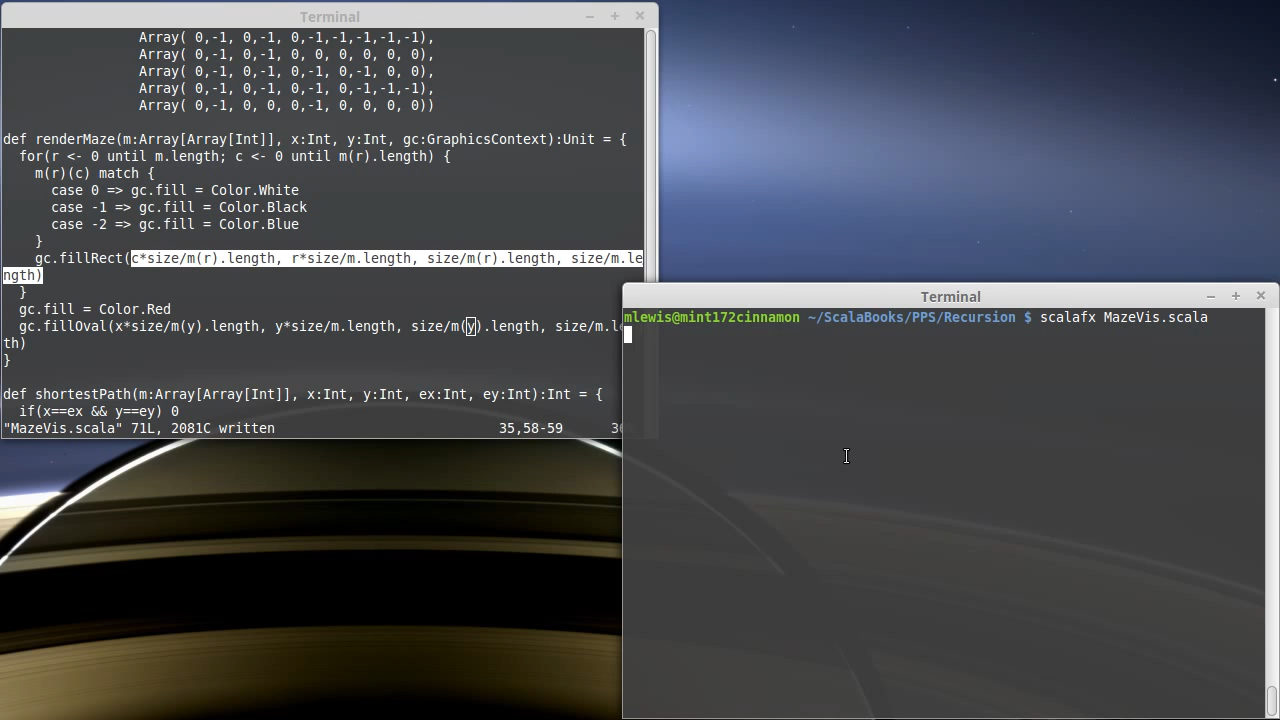 Terminal
Array( 0,-1, 0,-1, 0,-1,-1,-1,-1,-1),
Array( 0,-1, 0,-1, 0, 0, 0, 0, 0, 0),
Array( 0,-1, 0,-1, 0,-1, 0,-1, 0, 0),
Array( 0,-1, 0,-1, 0,-1, 0,-1,-1,-1),
Array( 0,-1, 0, 0, 0,-1, 0, 0, 0, 0))
def renderMaze(m:Array[Array[Int]], x:Int, y:Int, gc:GraphicsContext):Unit = {
for(r <- 0 until m.length; c <- 0 until m(r).length) {
m(r)(c) match {
case 0 => gc.fill = Color.White
case -1 => gc.fill = Color.Black
case -2 => gc.fill = Color.Blue
}
gc.fillRect(c*size/m(r).length, r*size/m.length, size/m(r).length, size/m.le
ngth)
}
gc.fill = Color.Red
gc.fillOval(x*size/m(y).length, y*size/m.length, size/m(y).length, size/m.l
th)
}
def shortestPath(m:Array[Array[Int]], x:Int, y:Int, ex:Int, ey:Int):Int = {
if(x==ex && y==ey) 0
"MazeVis.scala" 71L, 2081C written 35,58-59 3
Terminal
mlewis@mint172cinnamon ~/ScalaBooks/PPS/Recursion $ scalafx MazeVis.scala